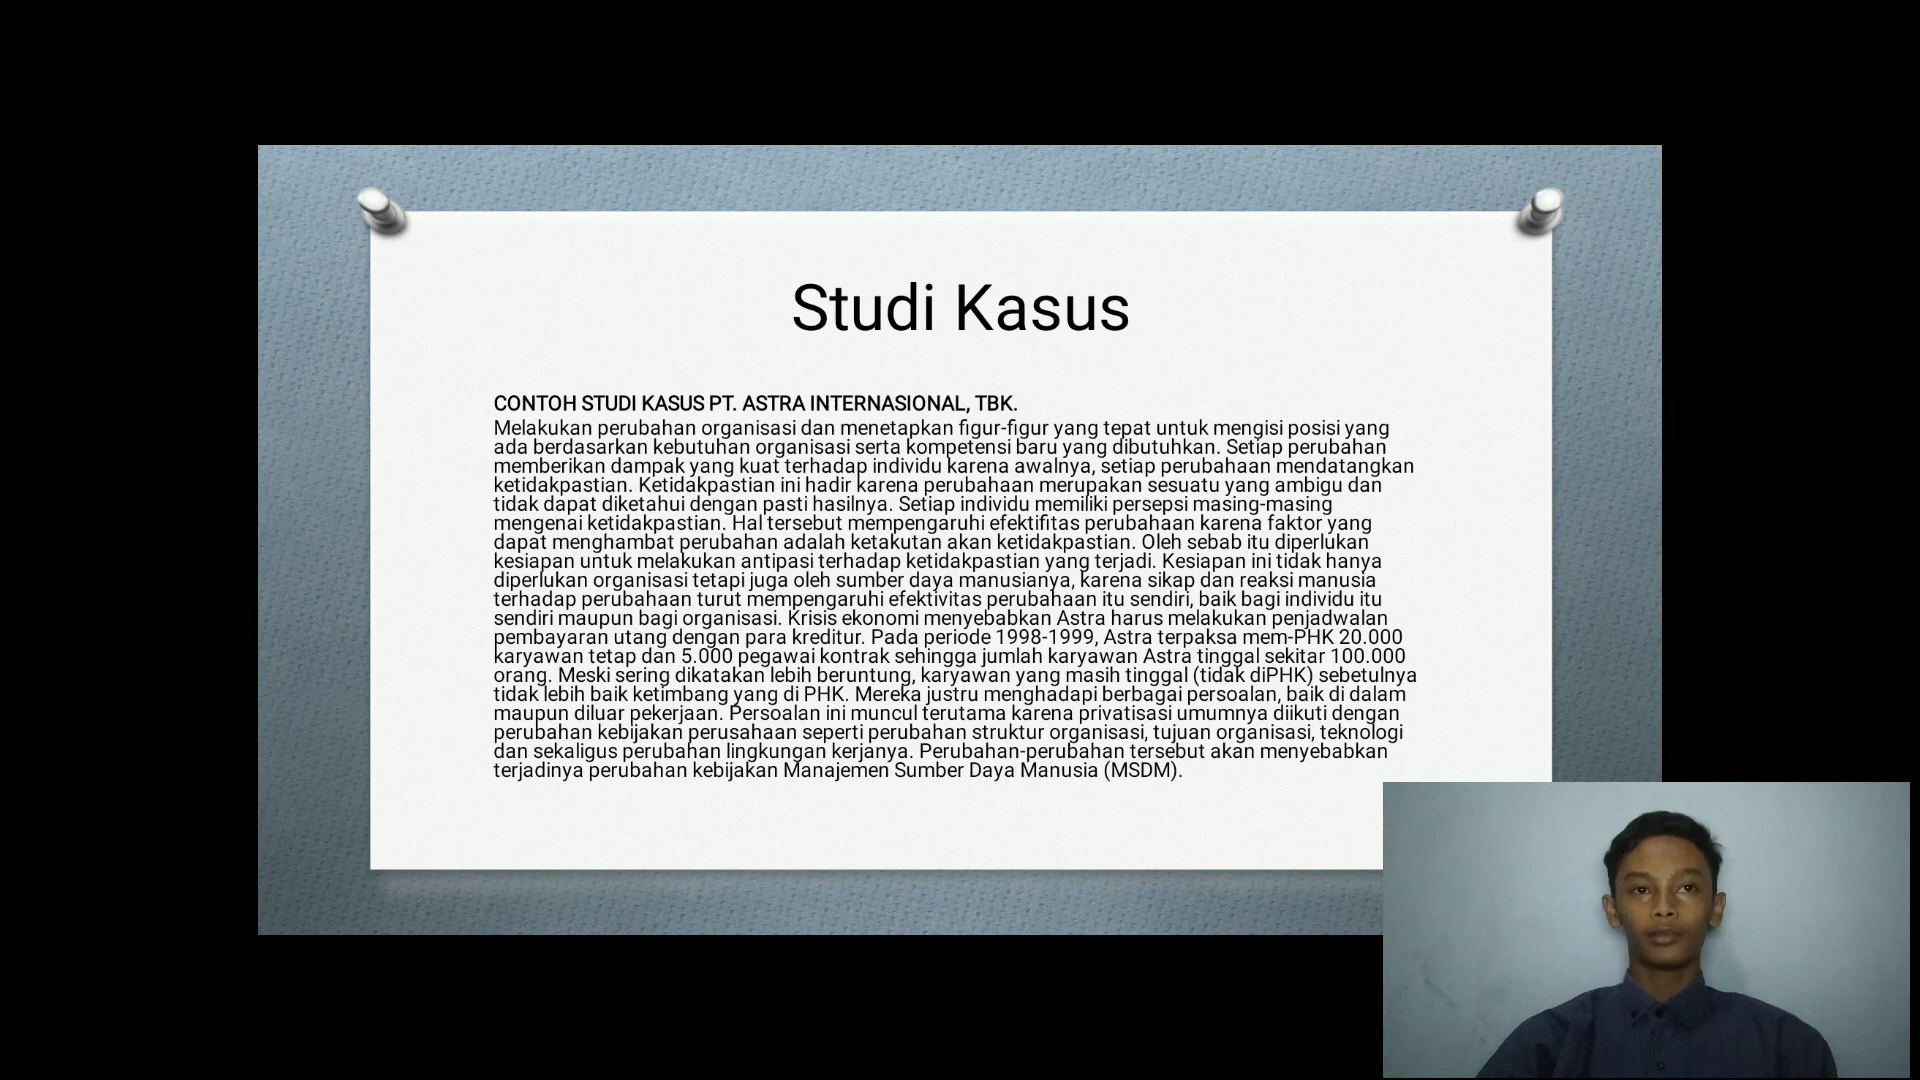 Studi Kasus
CONTOH STUDI KASUS PT. ASTRA INTERNASIONAL, TBK.
Melakukan perubahan organisasi dan menetapkan figur-figur yang tepat untuk mengisi posisi yang
ada berdasarkan kebutuhan organisasi serta kompetensi baru yang dibutuhkan. Setiap perubahan
memberikan dampak yang kuat terhadap individu karena awalnya, setiap perubahaan mendatangkan
ketidakpastian. Ketidakpastian ini hadir karena perubahaan merupakan sesuatu yang ambigu dan
tidak dapat diketahui dengan pasti hasilnya. Setiap individu memiliki persepsi masing-masing
mengenai ketidakpastian. Hal tersebut mempengaruhi efektifitas perubahaan karena faktor yang
dapat menghambat perubahan adalah ketakutan akan ketidakpastian. Oleh sebab itu diperlukan
kesiapan untuk melakukan antipasi terhadap ketidakpastian yang terjadi. Kesiapan ini tidak hanya
diperlukan organisasi tetapi juga oleh sumber daya manusianya, karena sikap dan reaksi manusia
terhadap perubahaan turut mempengaruhi efektivitas perubahaan itu sendiri, baik bagi individu itu
sendiri maupun bagi organisasi. Krisis ekonomi menyebabkan Astra harus melakukan penjadwalan
pembayaran utang dengan para kreditur. Pada periode 1998-1999, Astra terpaksa mem-PHK 20.000
karyawan tetap dan 5.000 pegawai kontrak sehingga jumlah karyawan Astra tinggal sekitar 100.000
orang. Meski sering dikatakan lebih beruntung, karyawan yang masih tinggal (tidak diPHK) sebetulnya
tidak lebih baik ketimbang yang di PHK. Mereka justru menghadapi berbagai persoalan, baik di dalam
maupun diluar pekerjaan. Persoalan ini muncul terutama karena privatisasi umumnya diikuti dengan
perubahan kebijakan perusahaan seperti perubahan struktur organisasi, tujuan organisasi, teknologi
dan sekaligus perubahan lingkungan kerjanya. Perubahan-perubahan tersebut akan menyebabkan
terjadinya perubahan kebijakan Manajemen Sumber Daya Manusia (MSDM).